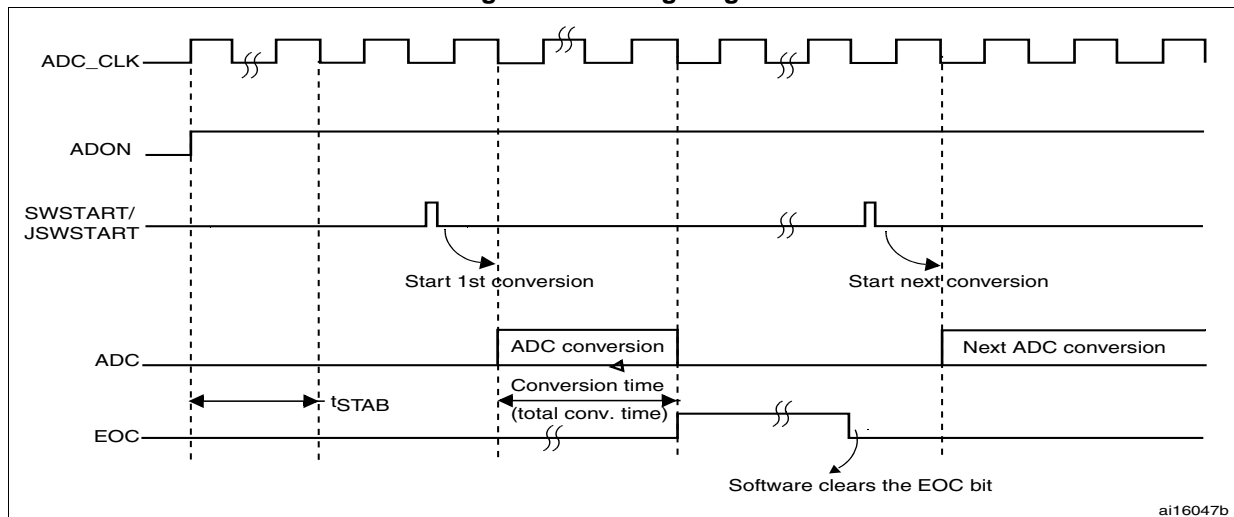 ADC_CLK
ADON
SWSTART/
JSWSTART
Start 1st conversion
Start next conversion
ADC
ADC conversion
Next ADC conversion
Conversion time
(total conv. time)
tSTAB
EOC
Software clears the EOC bit
ai16047b